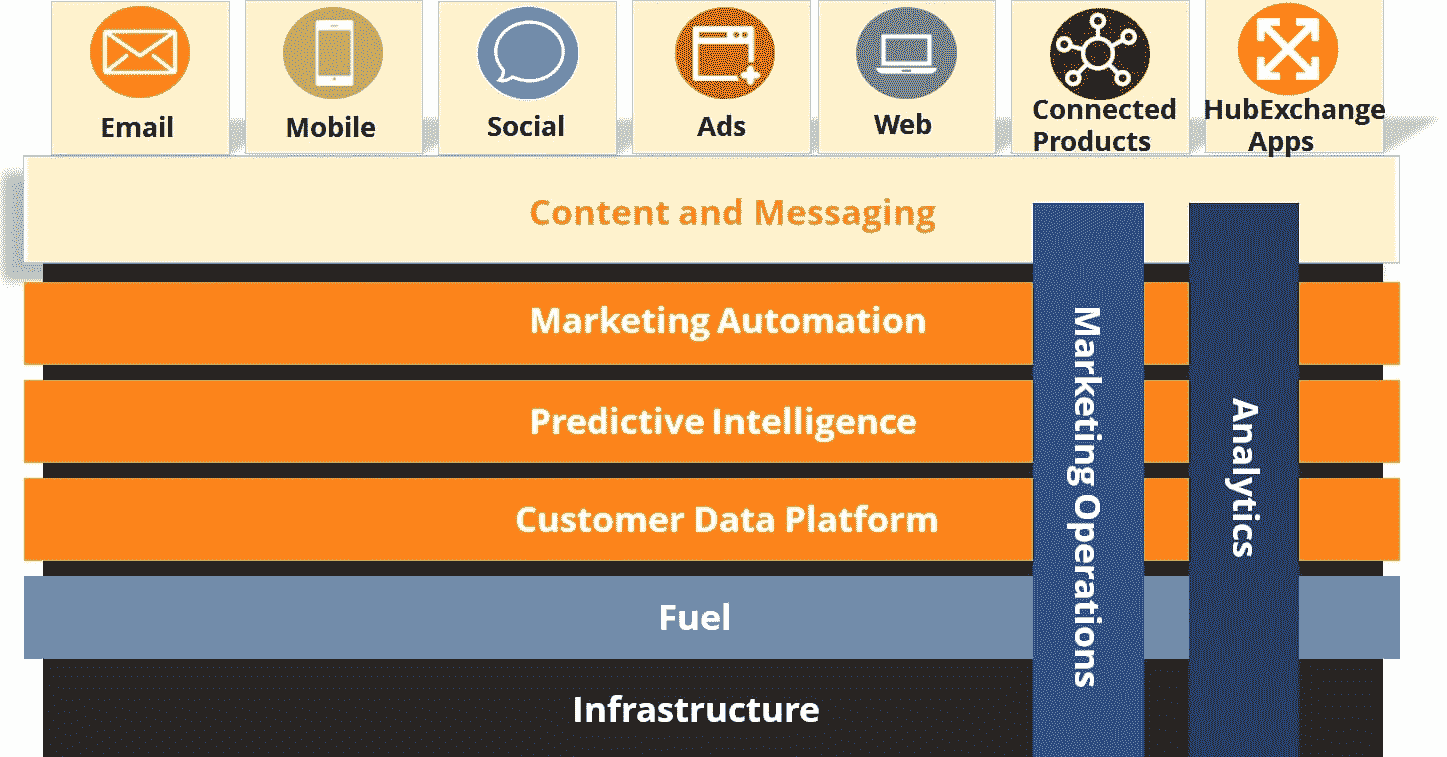 Email
Mobile
Social
Ads
Web
Connected
Products
HubExchange
Apps
Content and Messaging
Marketing Automation
Predictive Intelligence
Customer Data Platform
Fuel
Infrastructure
Marketing Operations
Analytics